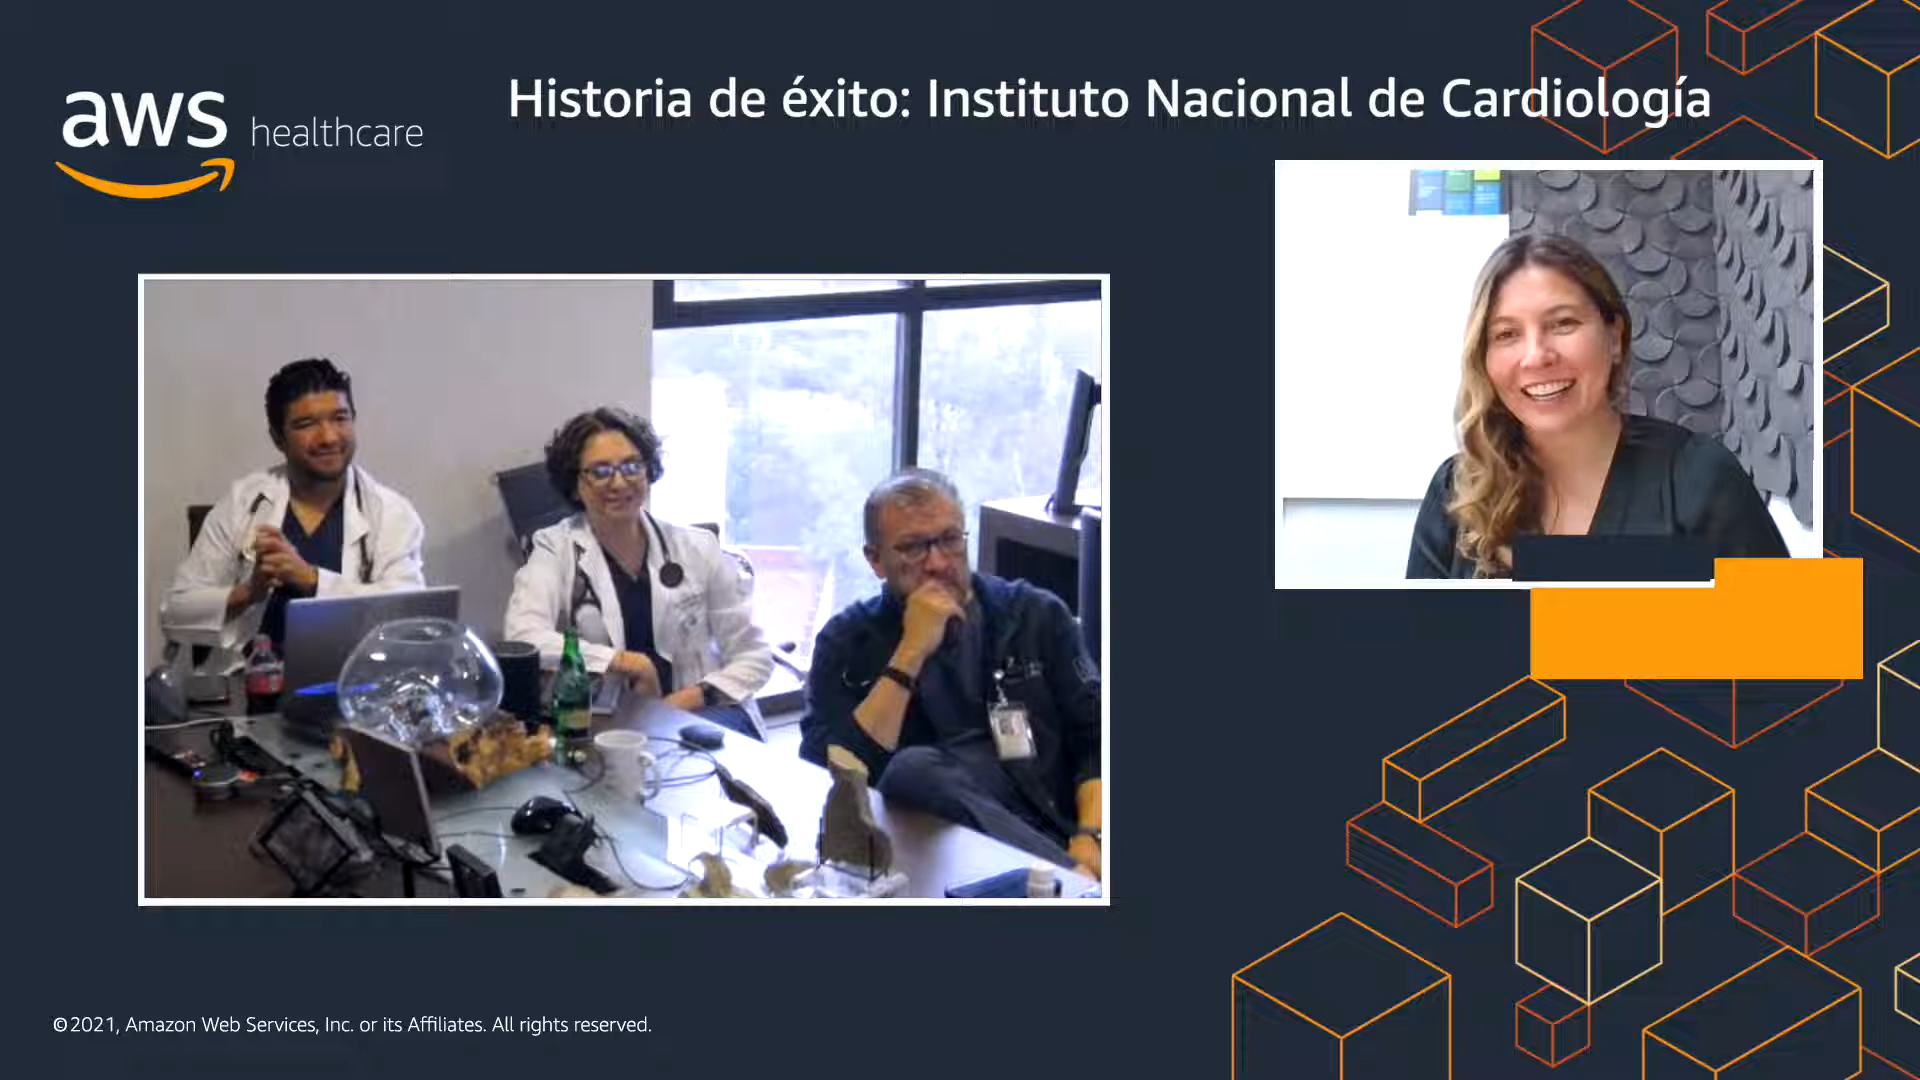 aws healthcare
Historia de éxito: Instituto Nacional de Cardiología
©2021, Amazon Web Services, Inc. or its Affiliates. All rights reserved.